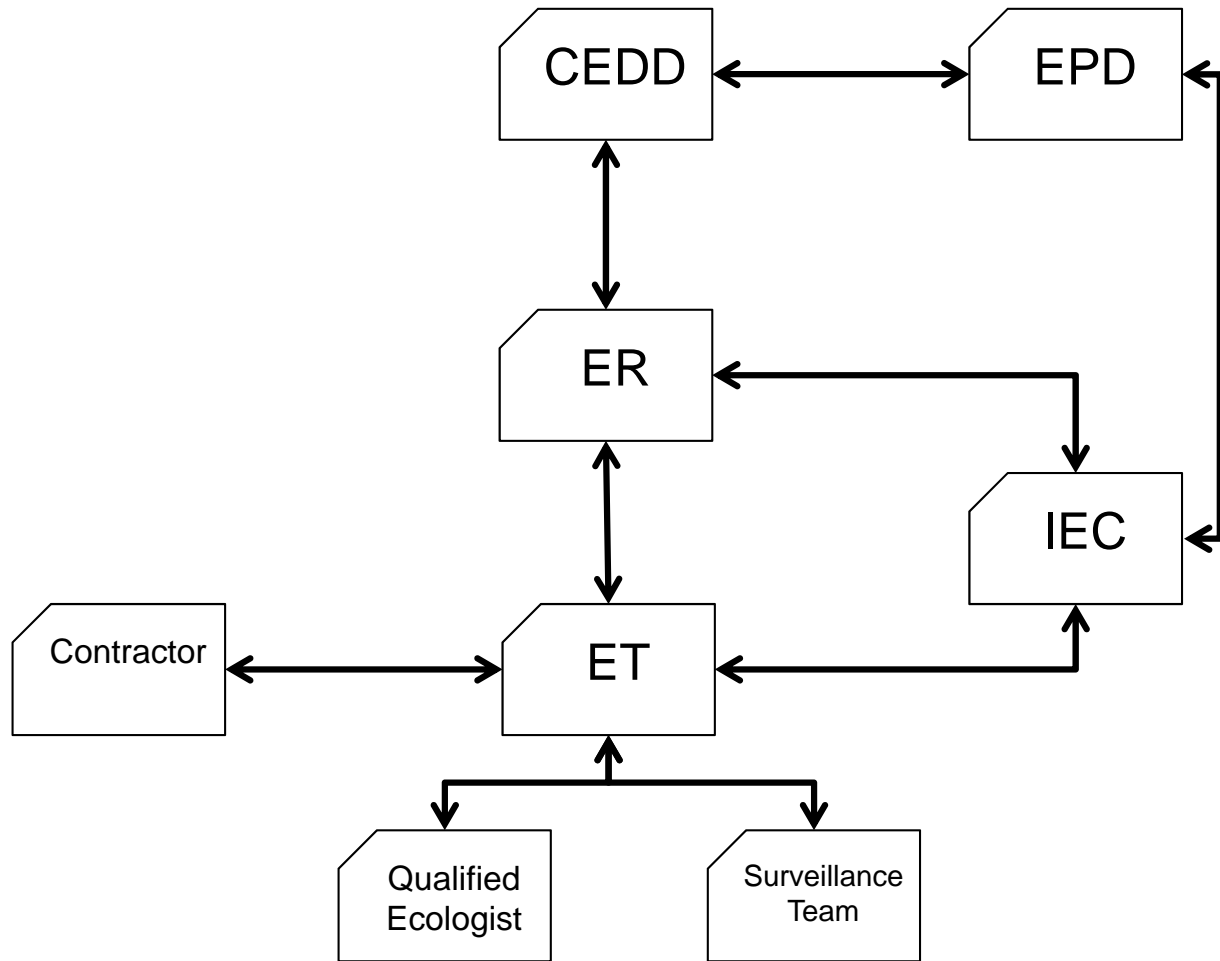 CEDD
EPD
ER
IEC
Contractor
ET
Qualified
Ecologist
Surveillance
Team